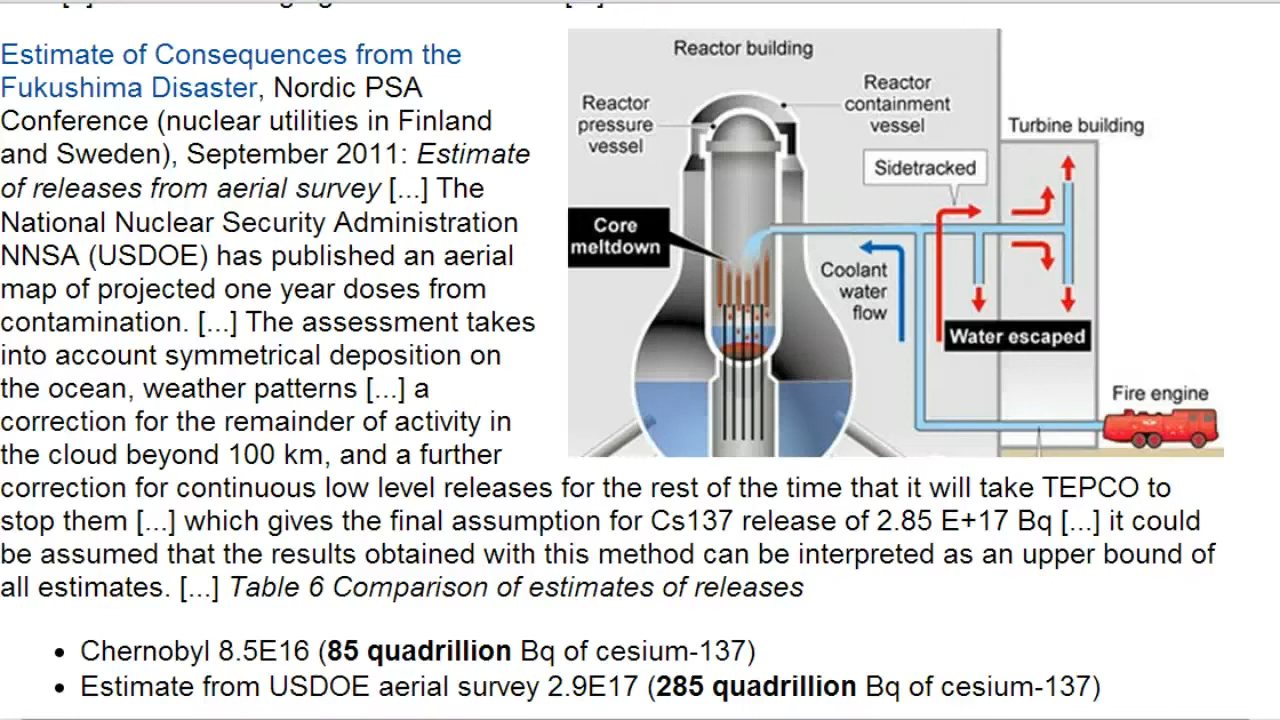 Estimate of Consequences from the
Fukushima Disaster, Nordic PSA
Conference (nuclear utilities in Finland
and Sweden), September 2011: Estimate
of releases from aerial survey [...] The
National Nuclear Security Administration
NNSA (USDOE) has published an aerial
map of projected one year doses from
contamination. [...] The assessment takes
into account symmetrical deposition on
the ocean, weather patterns [...] a
correction for the remainder of activity in
the cloud beyond 100 km, and a further
correction for continuous low level releases for the rest of the time that it will take TEPCO to
stop them [...] which gives the final assumption for Cs137 release of 2.85 E+17 Bq [...] it could
be assumed that the results obtained with this method can be interpreted as an upper bound of
all estimates. [...] Table 6 Comparison of estimates of releases
Reactor building
Reactor
pressure
vessel
Reactor
containment
vessel
Turbine building
Sidetracked
Core
meltdown
Coolant
water
flow
Water escaped
Fire engine
• Chernobyl 8.5E16 (85 quadrillion Bq of cesium-137)
• Estimate from USDOE aerial survey 2.9E17 (285 quadrillion Bq of cesium-137)